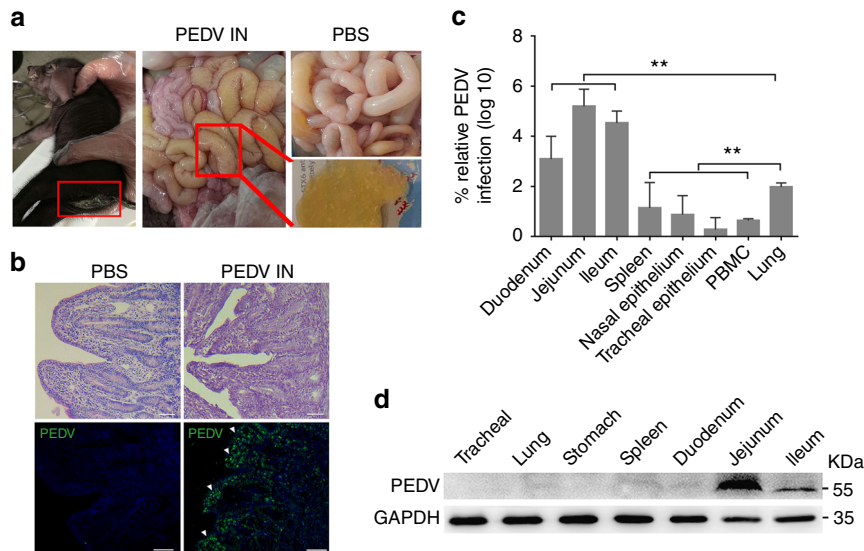 a
PEDV IN
PBS
b
PBS
PEDV IN
PEDV
PEDV
c
% relative PEDV
infection (log 10)
8
6
4
2
0
**
**
Duodenum
Jejunum
Ileum
Spleen
Nasal epithelium
Tracheal epithelium
PBMC
Lung
d
Tracheal
Lung
Stomach
Spleen
Duodenum
Jejunum
Ileum
KDa
PEDV
- 55
GAPDH
- 35